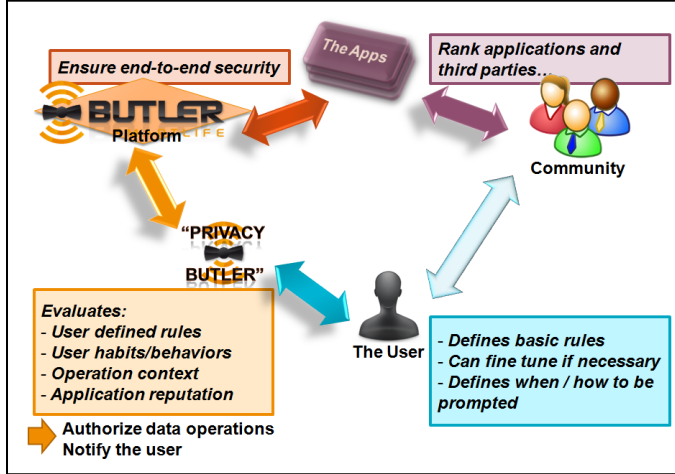 Ensure end-to-end security
The Apps
Rank applications and
third parties…
BUTLER
Platform
Community
"PRIVACY
BUTLER"
The User
Evaluates:
- User defined rules
- User habits/behaviors
- Operation context
- Application reputation
- Defines basic rules
- Can fine tune if necessary
- Defines when / how to be
prompted
Authorize data operations
Notify the user